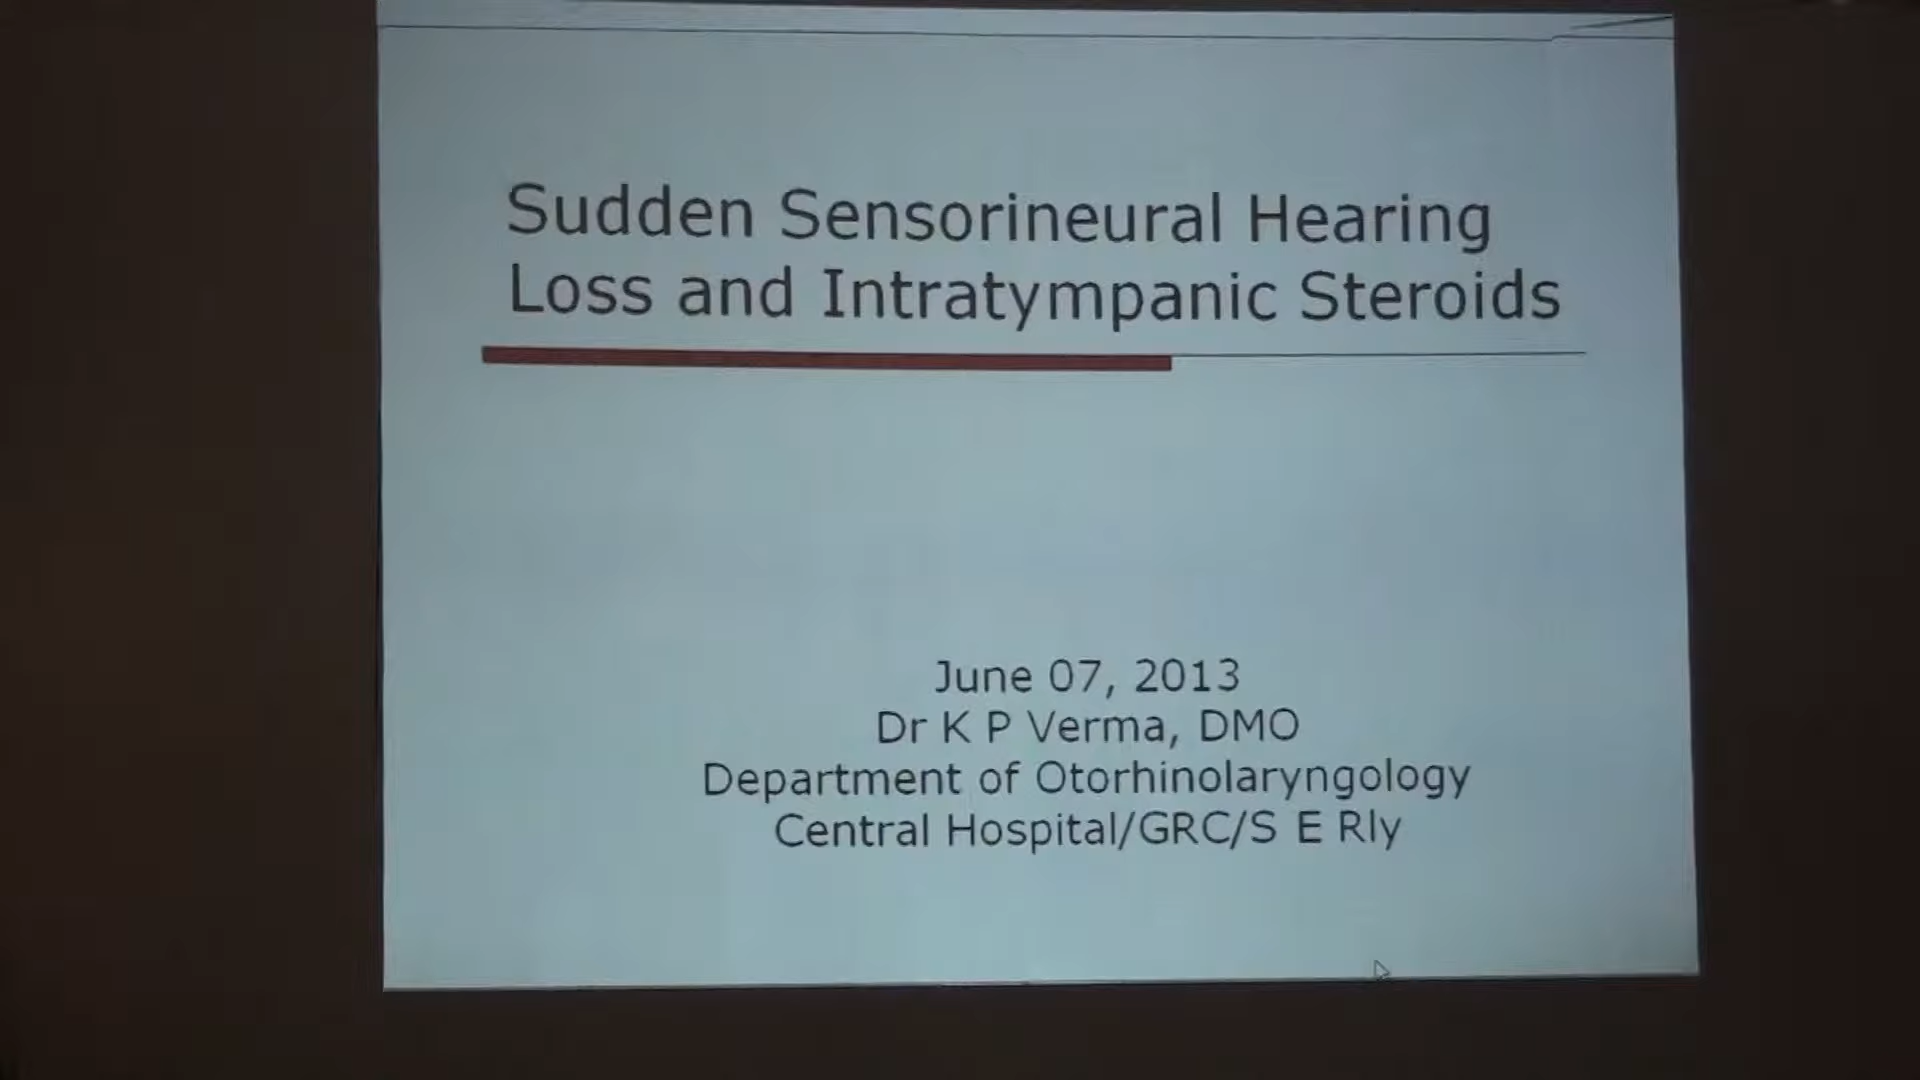 Sudden Sensorineural Hearing
Loss and Intratympanic Steroids
June 07, 2013
Dr K P Verma, DMO
Department of Otorhinolaryngology
Central Hospital/GRC/S E Rly